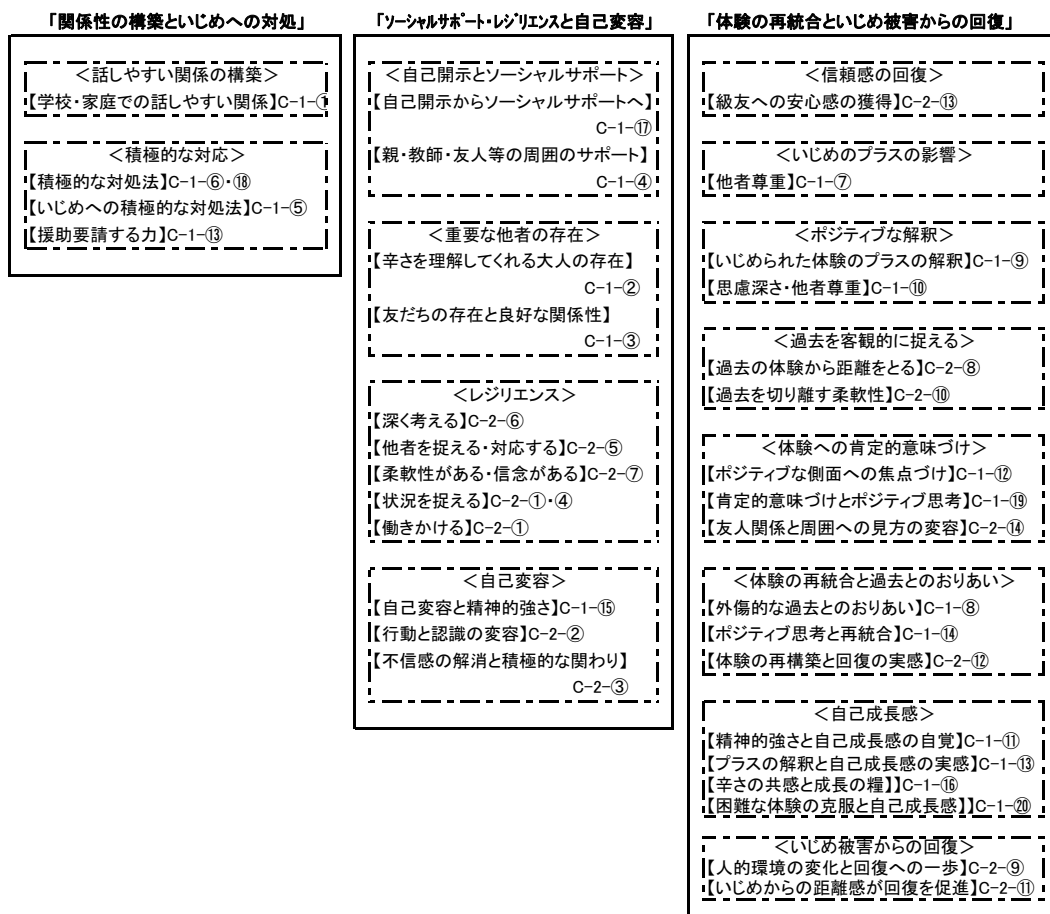 「関係性の構築といじめへの対処」
＜話しやすい関係の構築＞
【学校・家庭での話しやすい関係】C-1-①
＜積極的な対応＞
【積極的な対処法】C-1-⑥・⑱
【いじめへの積極的な対処法】C-1-⑤
【援助要請する力】C-1-⑬
「ｿｰｼｬﾙｻﾎﾟｰﾄ・ﾚｼﾞﾘｴﾝｽと自己変容」
＜自己開示とソーシャルサポート＞
【自己開示からソーシャルサポートへ】
C-1-⑰
【親・教師・友人等の周囲のサポート】
C-1-④
＜重要な他者の存在＞
【辛さを理解してくれる大人の存在】
C-1-②
【友だちの存在と良好な関係性】
C-1-③
＜レジリエンス＞
【深く考える】C-2-⑥
【他者を捉える・対応する】C-2-⑤
【柔軟性がある・信念がある】C-2-⑦
【状況を捉える】C-2-①・④
【働きかける】C-2-①
＜自己変容＞
【自己変容と精神的強さ】C-1-⑮
【行動と認識の変容】C-2-②
【不信感の解消と積極的な関わり】
C-2-③
「体験の再統合といじめ被害からの回復」
＜信頼感の回復＞
【級友への安心感の獲得】C-2-⑬
＜いじめのプラスの影響＞
【他者尊重】C-1-⑦
＜ポジティブな解釈＞
【いじめられた体験のプラスの解釈】C-1-⑨
【思慮深さ・他者尊重】C-1-⑩
＜過去を客観的に捉える＞
【過去の体験から距離をとる】C-2-⑧
【過去を切り離す柔軟性】C-2-⑩
＜体験への肯定的意味づけ＞
【ポジティブな側面への焦点づけ】C-1-⑫
【肯定的意味づけとポジティブ思考】C-1-⑲
【友人関係と周囲への見方の変容】C-2-⑭
＜体験の再統合と過去とのおりあい＞
【外傷的な過去とのおりあい】C-1-⑧
【ポジティブ思考と再統合】C-1-⑭
【体験の再構築と回復の実感】C-2-⑫
＜自己成長感＞
【精神的強さと自己成長感の自覚】C-1-⑪
【プラスの解釈と自己成長感の実感】C-1-⑬
【辛さの共感と成長の糧】】C-1-⑯
【困難な体験の克服と自己成長感】】C-1-⑳
＜いじめ被害からの回復＞
【人的環境の変化と回復への一歩】C-2-⑨
【いじめからの距離感が回復を促進】C-2-⑪